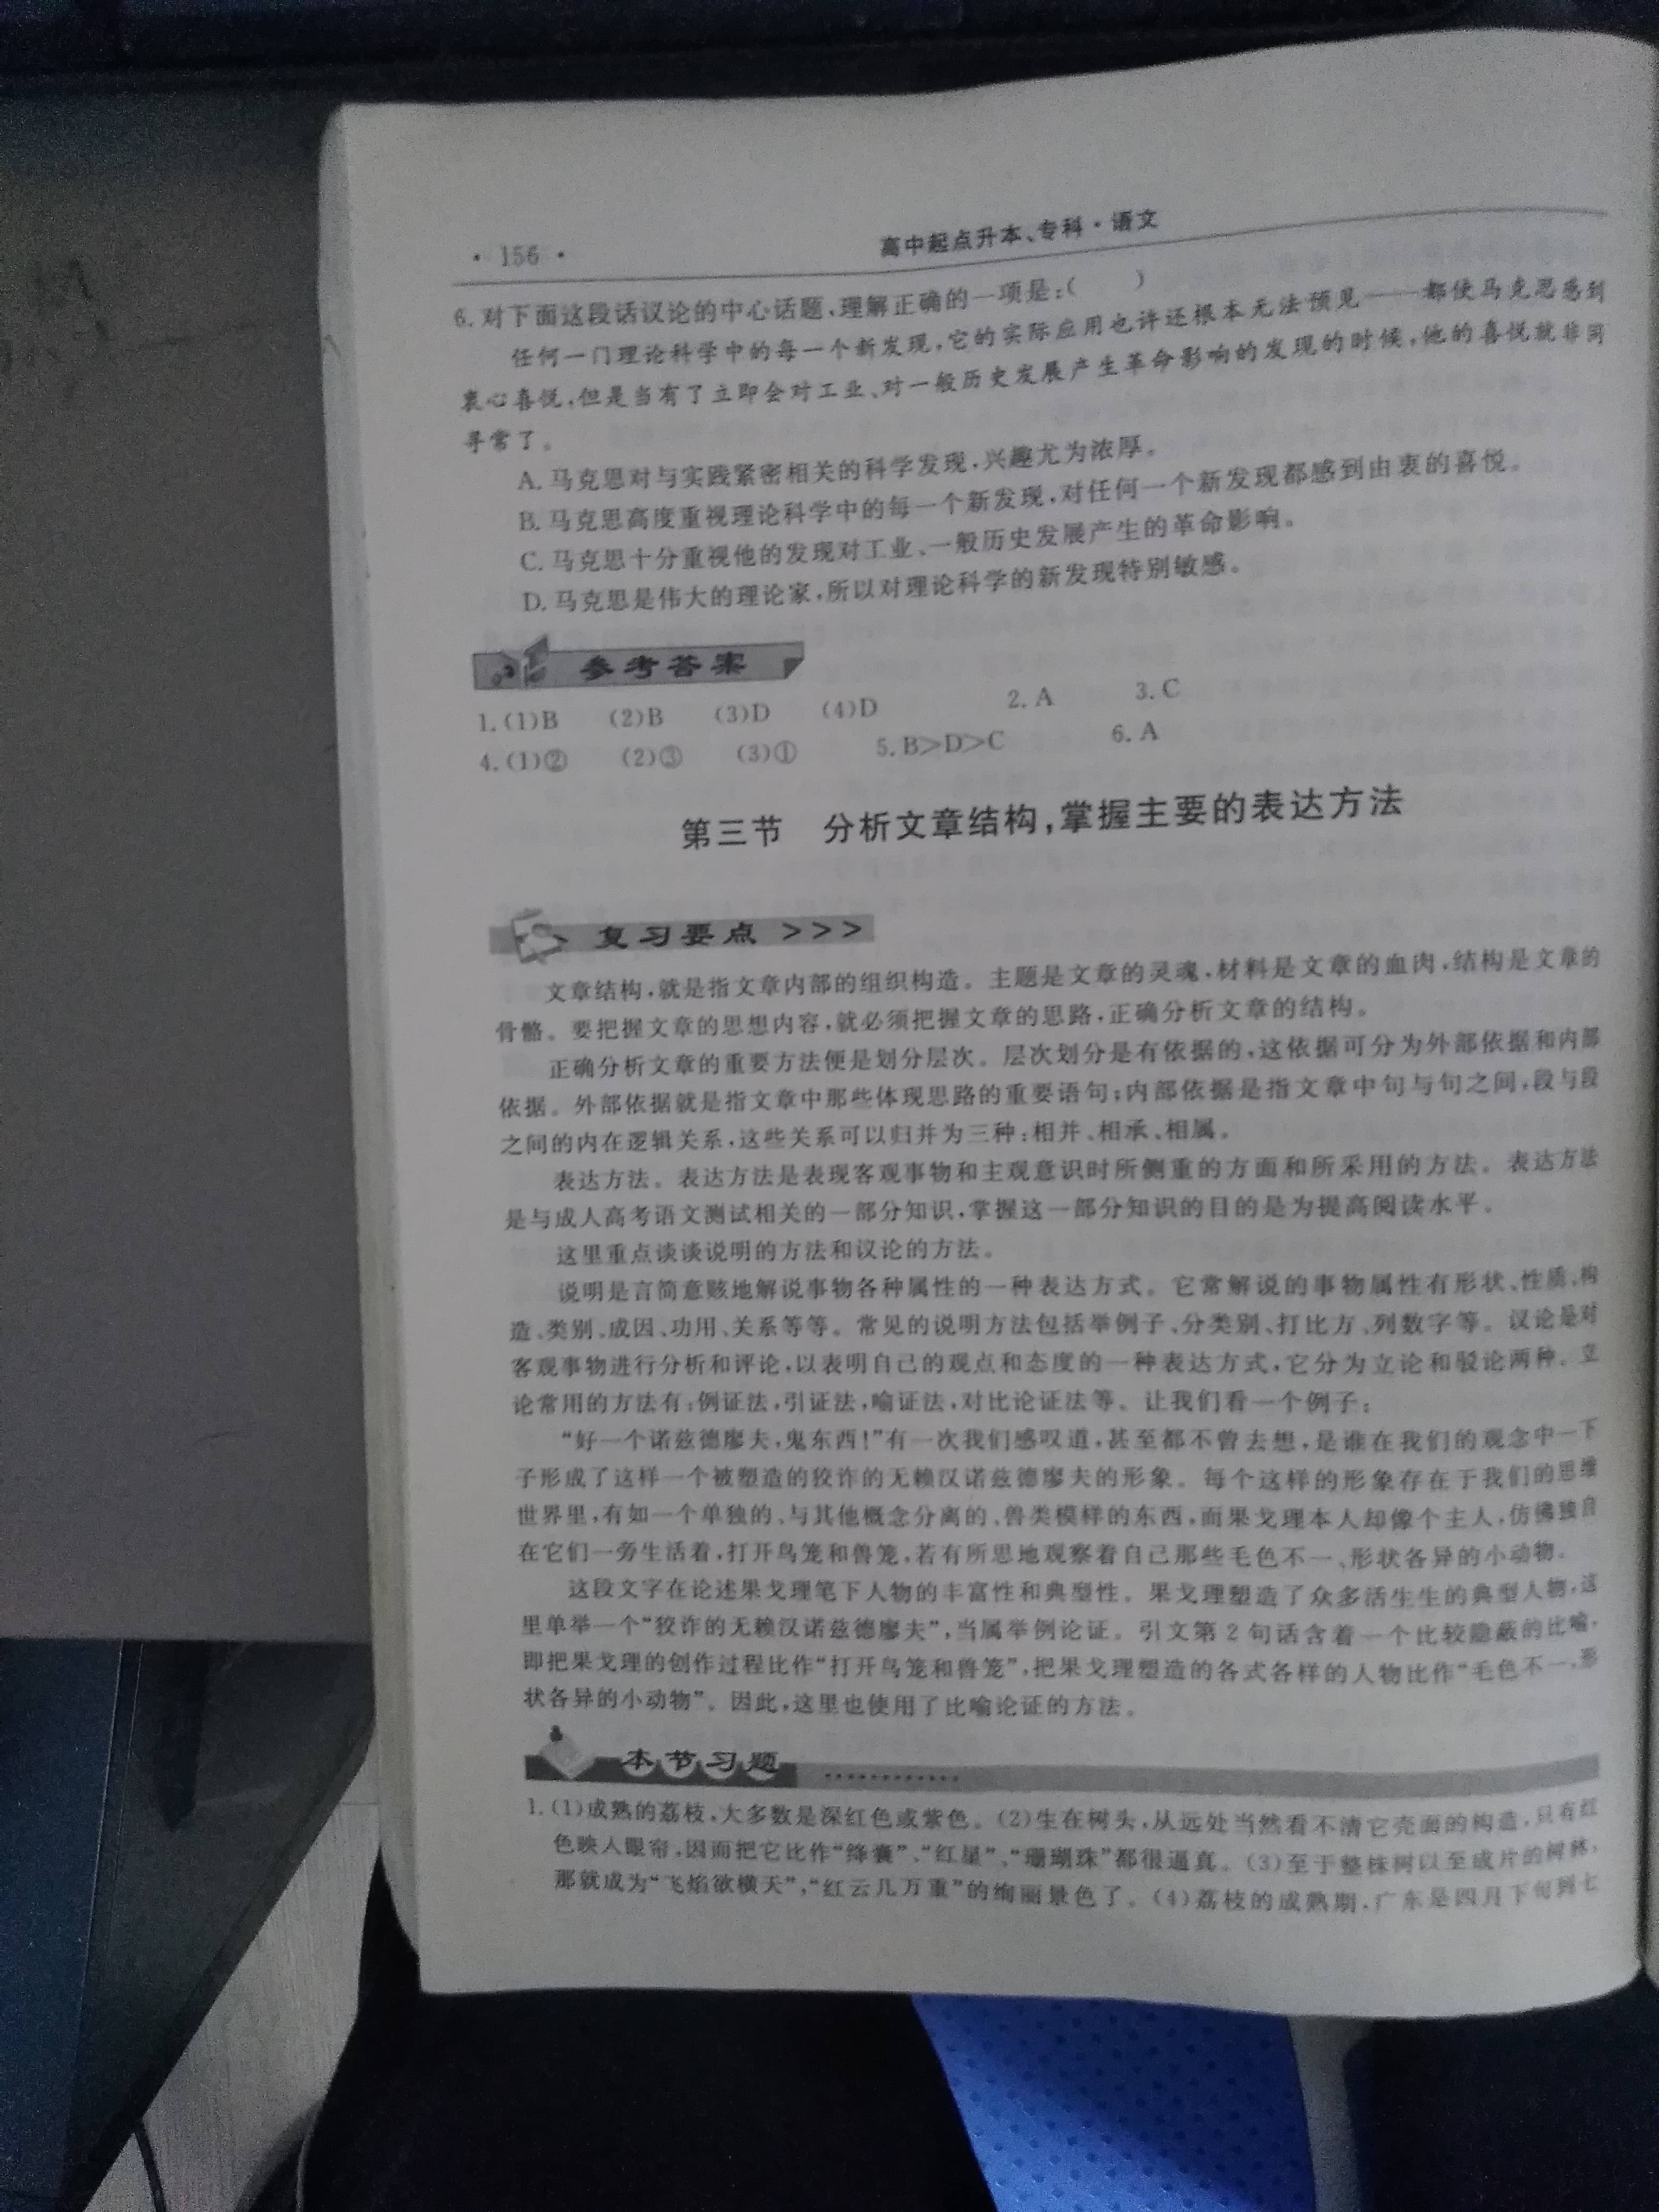 · 156 ·
高中起点升本、专科·语文
6. 对下面这段话议论的中心话题,理解正确的一项是:(　　)
任何一门理论科学中的每一个新发现,它的实际应用也许还根本无法预见——都使马克思感到
衷心喜悦,但是当有了立即会对工业、对一般历史发展产生革命影响的发现的时候,他的喜悦就非同
寻常了。
A. 马克思对与实践紧密相关的科学发现,兴趣尤为浓厚。
B. 马克思高度重视理论科学中的每一个新发现,对任何一个新发现都感到由衷的喜悦。
C. 马克思十分重视他的发现对工业、一般历史发展产生的革命影响。
D. 马克思是伟大的理论家,所以对理论科学的新发现特别敏感。
参考答案
1. (1)B　(2)B　(3)D　(4)D　2. A　3. C
4. (1)②　(2)③　(3)①　5. B>D>C　6. A
第三节　分析文章结构,掌握主要的表达方法
复习要点 >>>
文章结构,就是指文章内部的组织构造。主题是文章的灵魂,材料是文章的血肉,结构是文章的
骨骼。要把握文章的思想内容,就必须把握文章的思路,正确分析文章的结构。
正确分析文章的重要方法便是划分层次。层次划分是有依据的,这依据可分为外部依据和内部
依据。外部依据就是指文章中那些体现思路的重要语句;内部依据是指文章中句与句之间,段与段
之间的内在逻辑关系,这些关系可以归并为三种:相并、相承、相属。
表达方法。表达方法是表现客观事物和主观意识时所侧重的方面和所采用的方法。表达方法
是与成人高考语文测试相关的一部分知识,掌握这一部分知识的目的是为提高阅读水平。
这里重点谈谈说明的方法和议论的方法。
说明是言简意赅地解说事物各种属性的一种表达方式。它常解说的事物属性有形状、性质、构
造、类别、成因、功用、关系等等。常见的说明方法包括举例子、分类别、打比方、列数字等。议论是对
客观事物进行分析和评论,以表明自己的观点和态度的一种表达方式,它分为立论和驳论两种。立
论常用的方法有:例证法,引证法,喻证法,对比论证法等。让我们看一个例子:
“好一个诺兹德廖夫,鬼东西!”有一次我们感叹道,甚至都不曾去想,是谁在我们的观念中一下
子形成了这样一个被塑造的狡诈的无赖汉诺兹德廖夫的形象。每个这样的形象存在于我们的思维
世界里,有如一个单独的、与其他概念分离的、兽类模样的东西,而果戈理本人却像个主人,仿佛独自
在它们一旁生活着,打开鸟笼和兽笼,若有所思地观察着自己那些毛色不一、形状各异的小动物。
这段文字在论述果戈理笔下人物的丰富性和典型性。果戈理塑造了众多活生生的典型人物,这
里单举一个“狡诈的无赖汉诺兹德廖夫”,当属举例论证。引文第 2 句话含着一个比较隐蔽的比喻,
即把果戈理的创作过程比作“打开鸟笼和兽笼”,把果戈理塑造的各式各样的人物比作“毛色不一,形
状各异的小动物”。因此,这里也使用了比喻论证的方法。
本节习题
1. (1)成熟的荔枝,大多数是深红色或紫色。(2)生在树头,从远处当然看不清它壳面的构造,只有红
色映入眼帘,因而把它比作“绛囊”、“红星”、“珊瑚珠”都很逼真。(3)至于整株树以至成片的树林,
那就成为“飞焰欲横天”,“红云几万重”的绚丽景色了。(4)荔枝的成熟期,广东是四月下旬到七